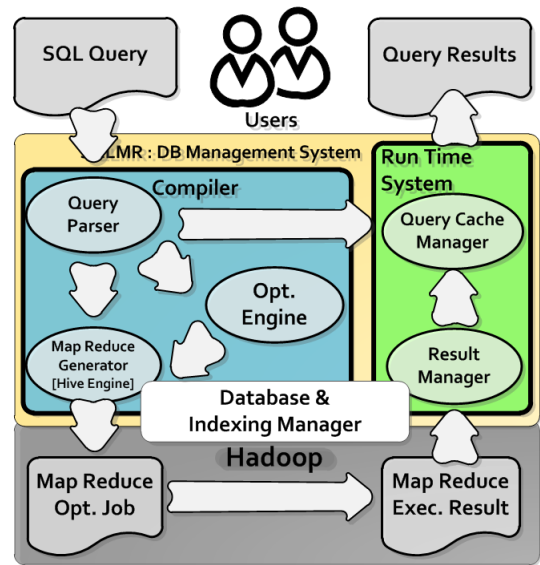 SQL Query
Query Results
Users
LMR : DB Management System
Run Time
System
Compiler
Query
Parser
Query Cache
Manager
Opt.
Engine
Map Reduce
Generator
[Hive Engine]
Result
Manager
Database &
Indexing Manager
Hadoop
Map Reduce
Opt. Job
Map Reduce
Exec. Result